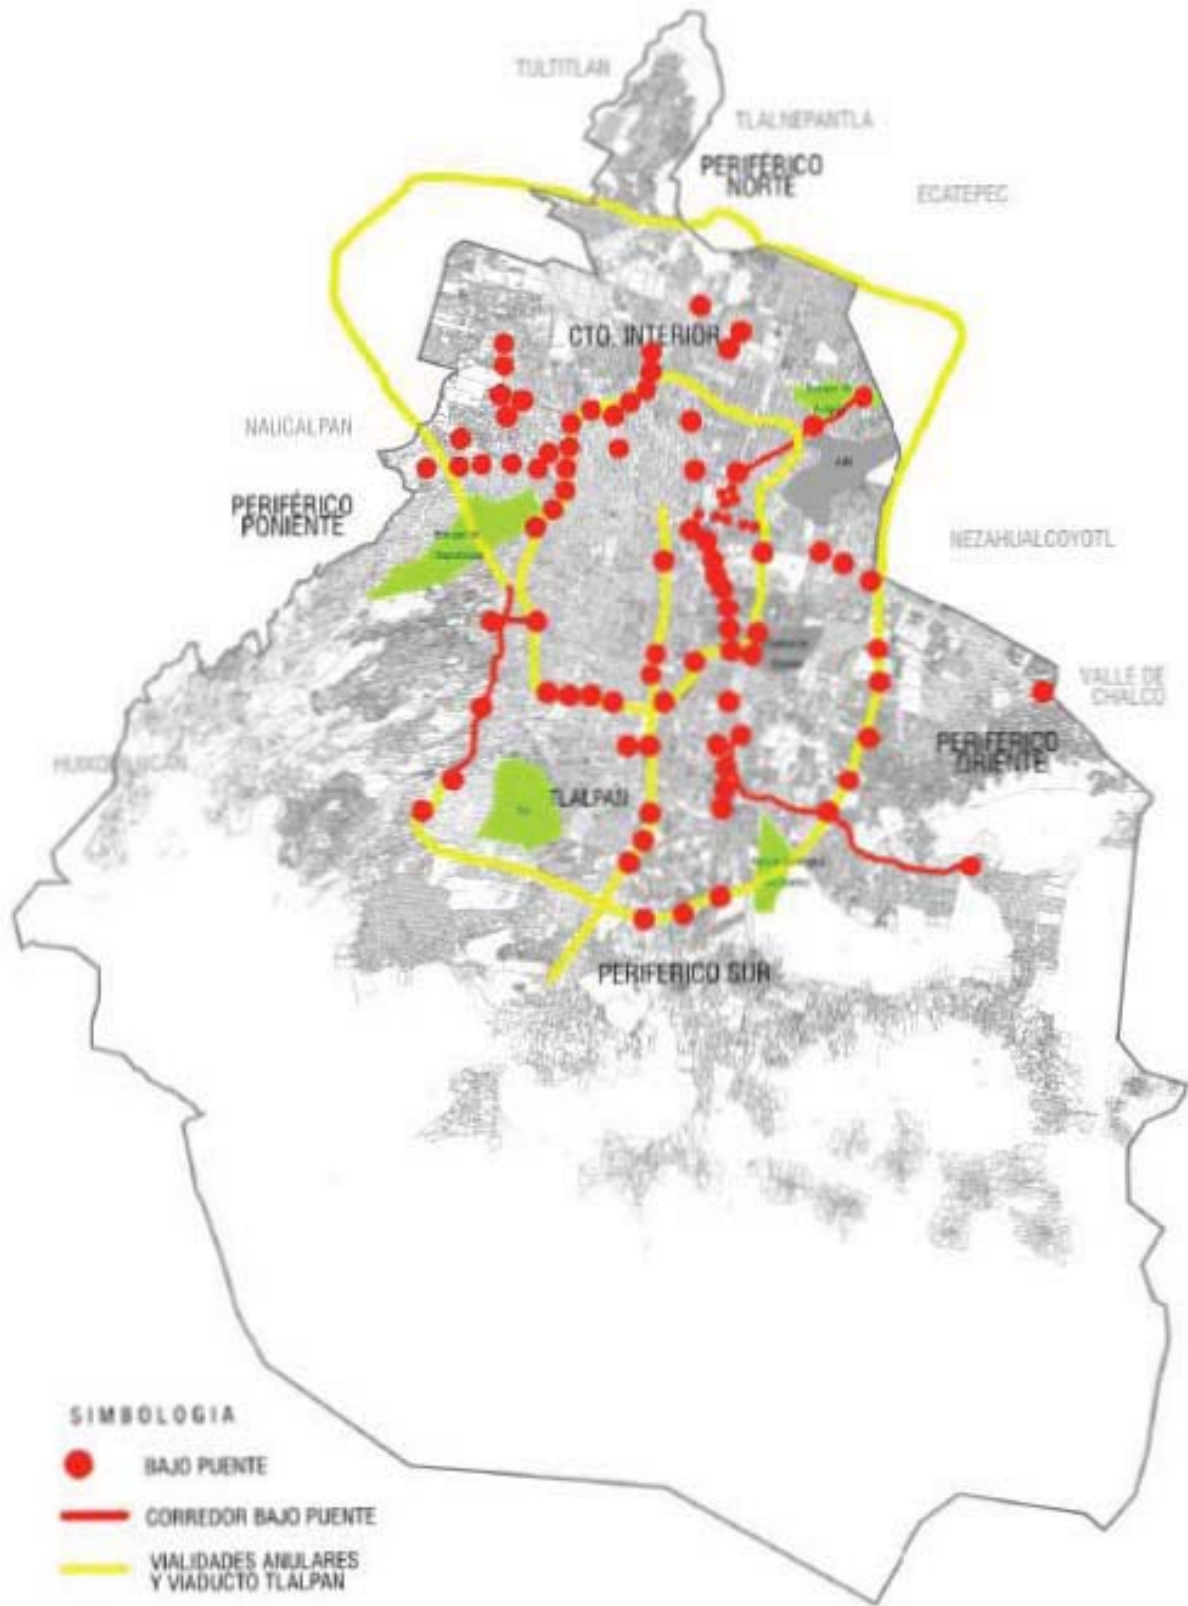 TULTITLAN
TLALNEPANTLA
PERIFÉRICO
NORTE
ECATEPEC
CTO. INTERIOR
NAUCALPAN
PERIFÉRICO
PONIENTE
NEZAHUALCOYOTL
VALLE DE
CHALCO
PERIFERICO
ORIENTE
TLALPAN
PERIFERICO SUR
SIMBOLOGIA
BAJO PUENTE
CORREDOR BAJO PUENTE
VIALIDADES ANULARES
Y VIADUCTO TLALPAN